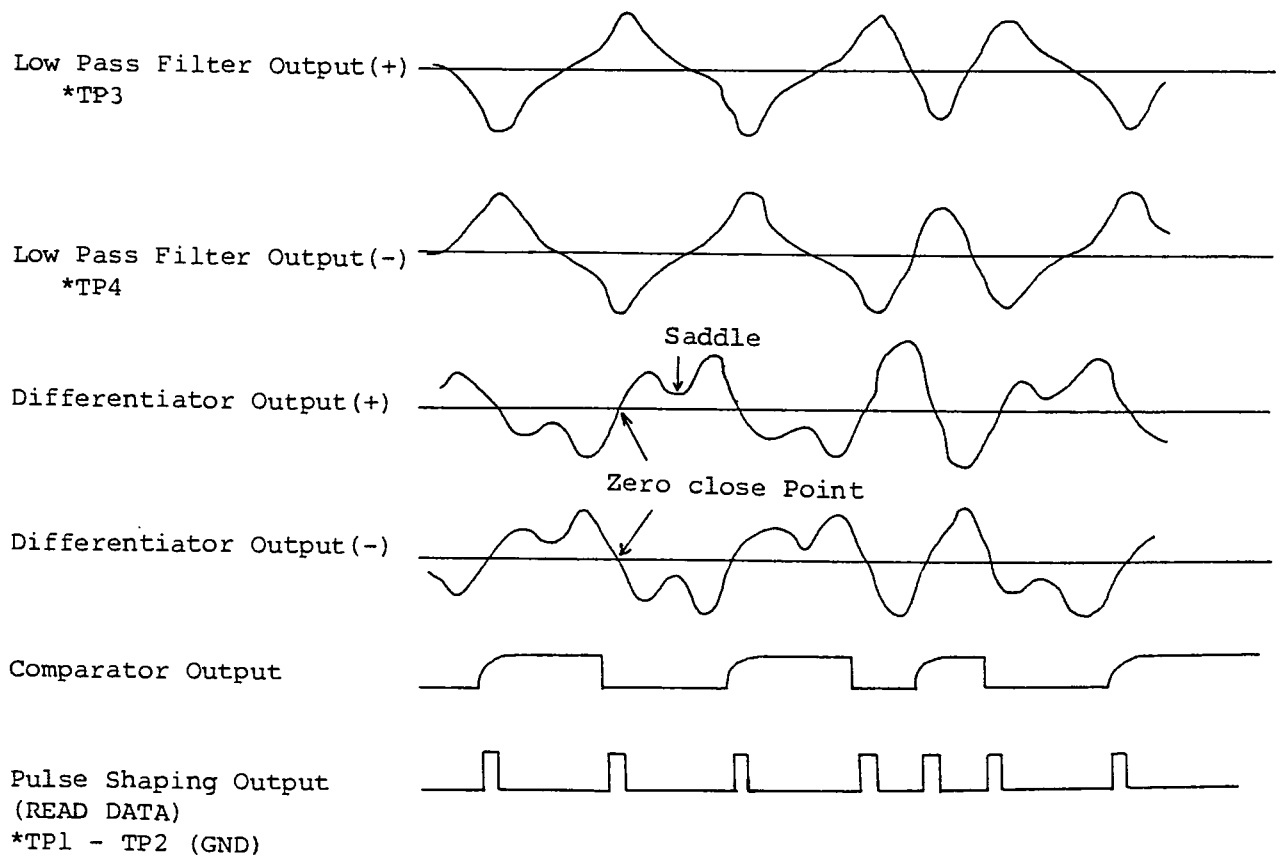 Low Pass Filter Output(+)
*TP3
Low Pass Filter Output(-)
*TP4
Saddle
Differentiator Output(+)
Zero close Point
Differentiator Output(-)
Comparator Output
Pulse Shaping Output
(READ DATA)
*TP1 - TP2 (GND)